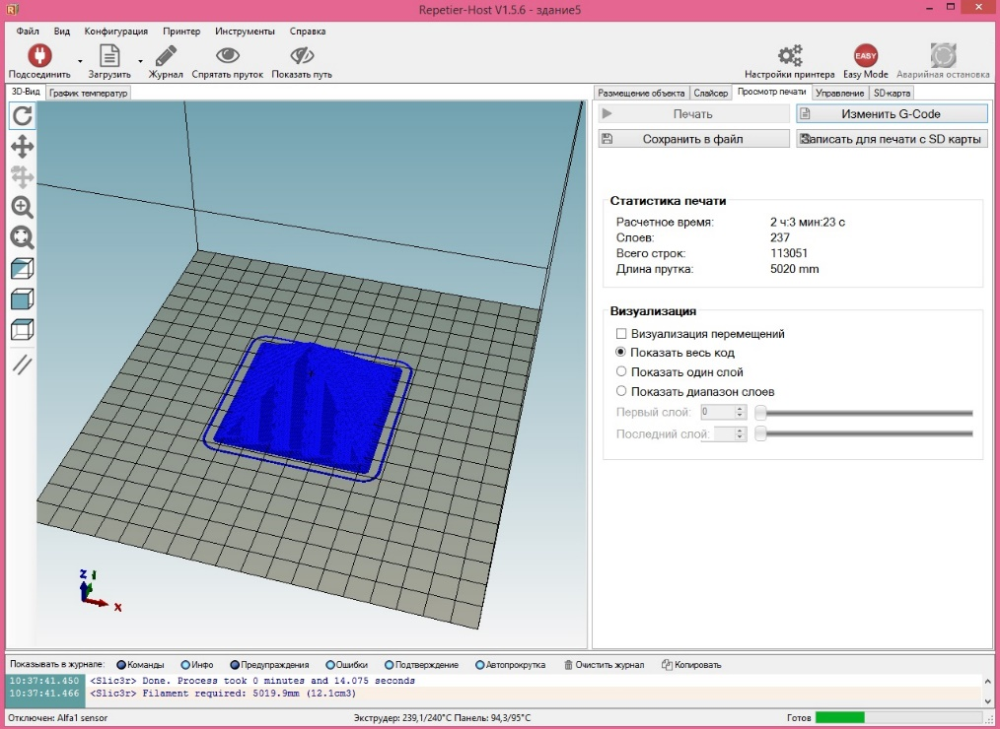 Repetier-Host V1.5.6 - здание5
Файл Вид Конфигурация Принтер Инструменты Справка
EASY
Подсоединить Загрузить Журнал Спрятать пруток Показать путь Настройки принтера Easy Mode Аварийная остановка
3D-Вид График температур Размещение объекта Слайсер Просмотр печати Управление SD-карта
Печать Изменить G-Code
Сохранить в файл Записать для печати с SD карты
Статистика печати
Расчетное время: 2 ч:3 мин:23 с
Слоев: 237
Всего строк: 113051
Длина прутка: 5020 mm
Визуализация
Визуализация перемещений
Показать весь код
Показать один слой
Показать диапазон слоев
Первый слой: 0
Последний слой:
Z
X
Показывать в журнале: Команды Инфо Предупреждения Ошибки Подтверждение Автопрокрутка Очистить журнал Копировать
10:37:41.450 <Slic3r> Done. Process took 0 minutes and 14.075 seconds
10:37:41.466 <Slic3r> Filament required: 5019.9mm (12.1cm3)
Отключен: Alfa1 sensor Экструдер: 239,1/240°C Панель: 94,3/95°C Готов